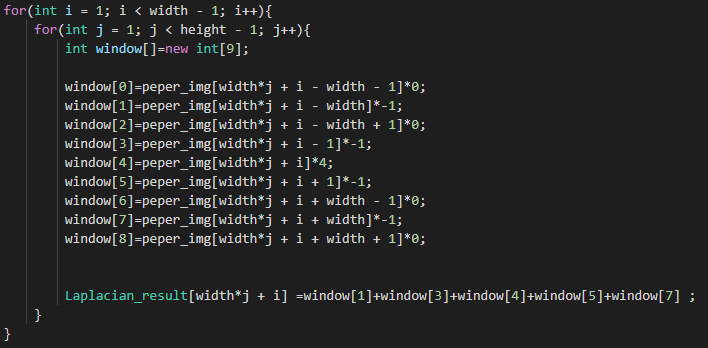 for(int i = 1; i < width - 1; i++){
    for(int j = 1; j < height - 1; j++){
        int window[]=new int[9];

        window[0]=peper_img[width*j + i - width - 1]*0;
        window[1]=peper_img[width*j + i - width]*-1;
        window[2]=peper_img[width*j + i - width + 1]*0;
        window[3]=peper_img[width*j + i - 1]*-1;
        window[4]=peper_img[width*j + i]*4;
        window[5]=peper_img[width*j + i + 1]*-1;
        window[6]=peper_img[width*j + i + width - 1]*0;
        window[7]=peper_img[width*j + i + width]*-1;
        window[8]=peper_img[width*j + i + width + 1]*0;


        Laplacian_result[width*j + i] =window[1]+window[3]+window[4]+window[5]+window[7] ;
    }
}